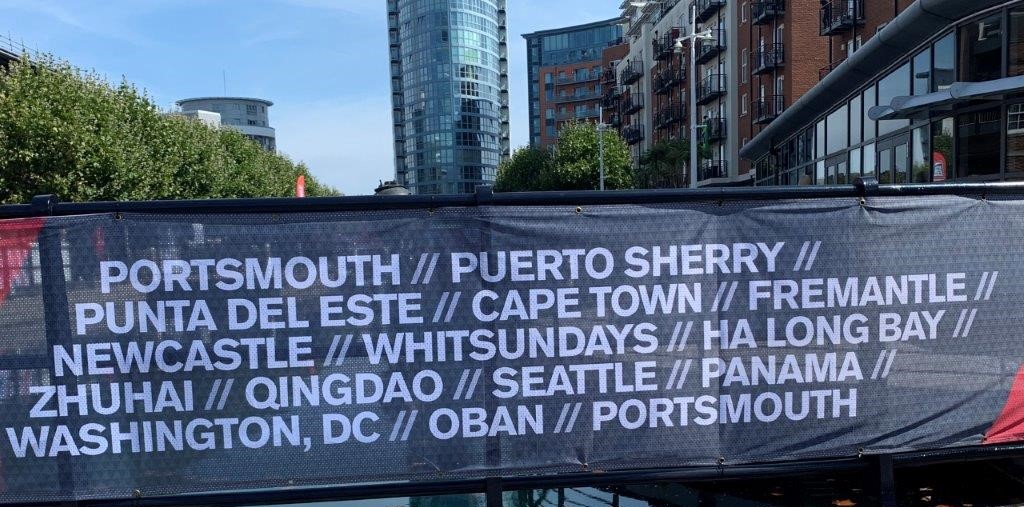 PORTSMOUTH // PUERTO SHERRY //
PUNTA DEL ESTE // CAPE TOWN // FREMANTLE //
NEWCASTLE // WHITSUNDAYS // HA LONG BAY //
ZHUHAI // QINGDAO // SEATTLE // PANAMA //
WASHINGTON, DC // OBAN // PORTSMOUTH